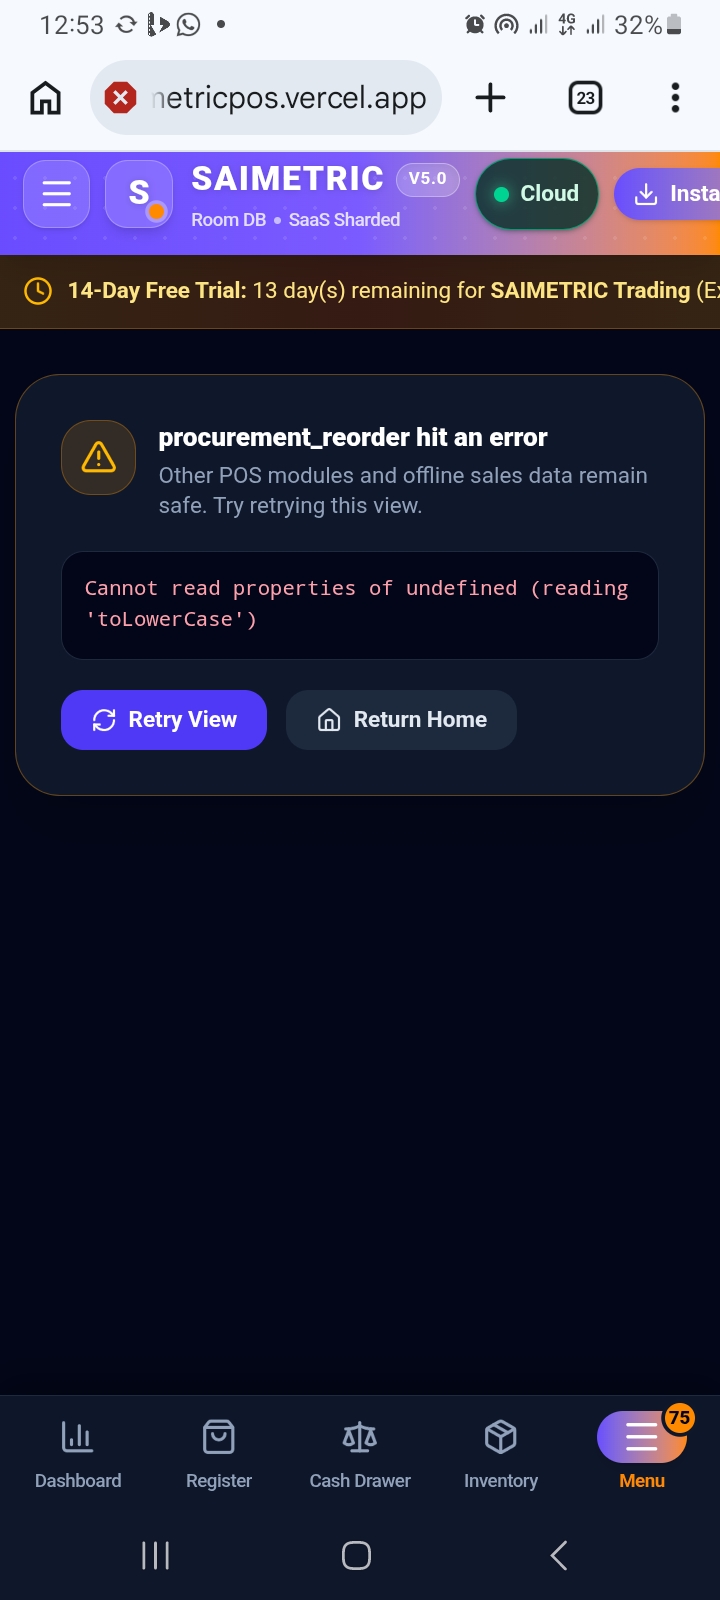 12:53
4G
32%
netricpos.vercel.app
23
S
SAIMETRIC
V5.0
Room DB • SaaS Sharded
Cloud
Insta
14-Day Free Trial: 13 day(s) remaining for SAIMETRIC Trading (Ex
procurement_reorder hit an error
Other POS modules and offline sales data remain
safe. Try retrying this view.
Cannot read properties of undefined (reading
'toLowerCase')
Retry View
Return Home
75
Dashboard
Register
Cash Drawer
Inventory
Menu